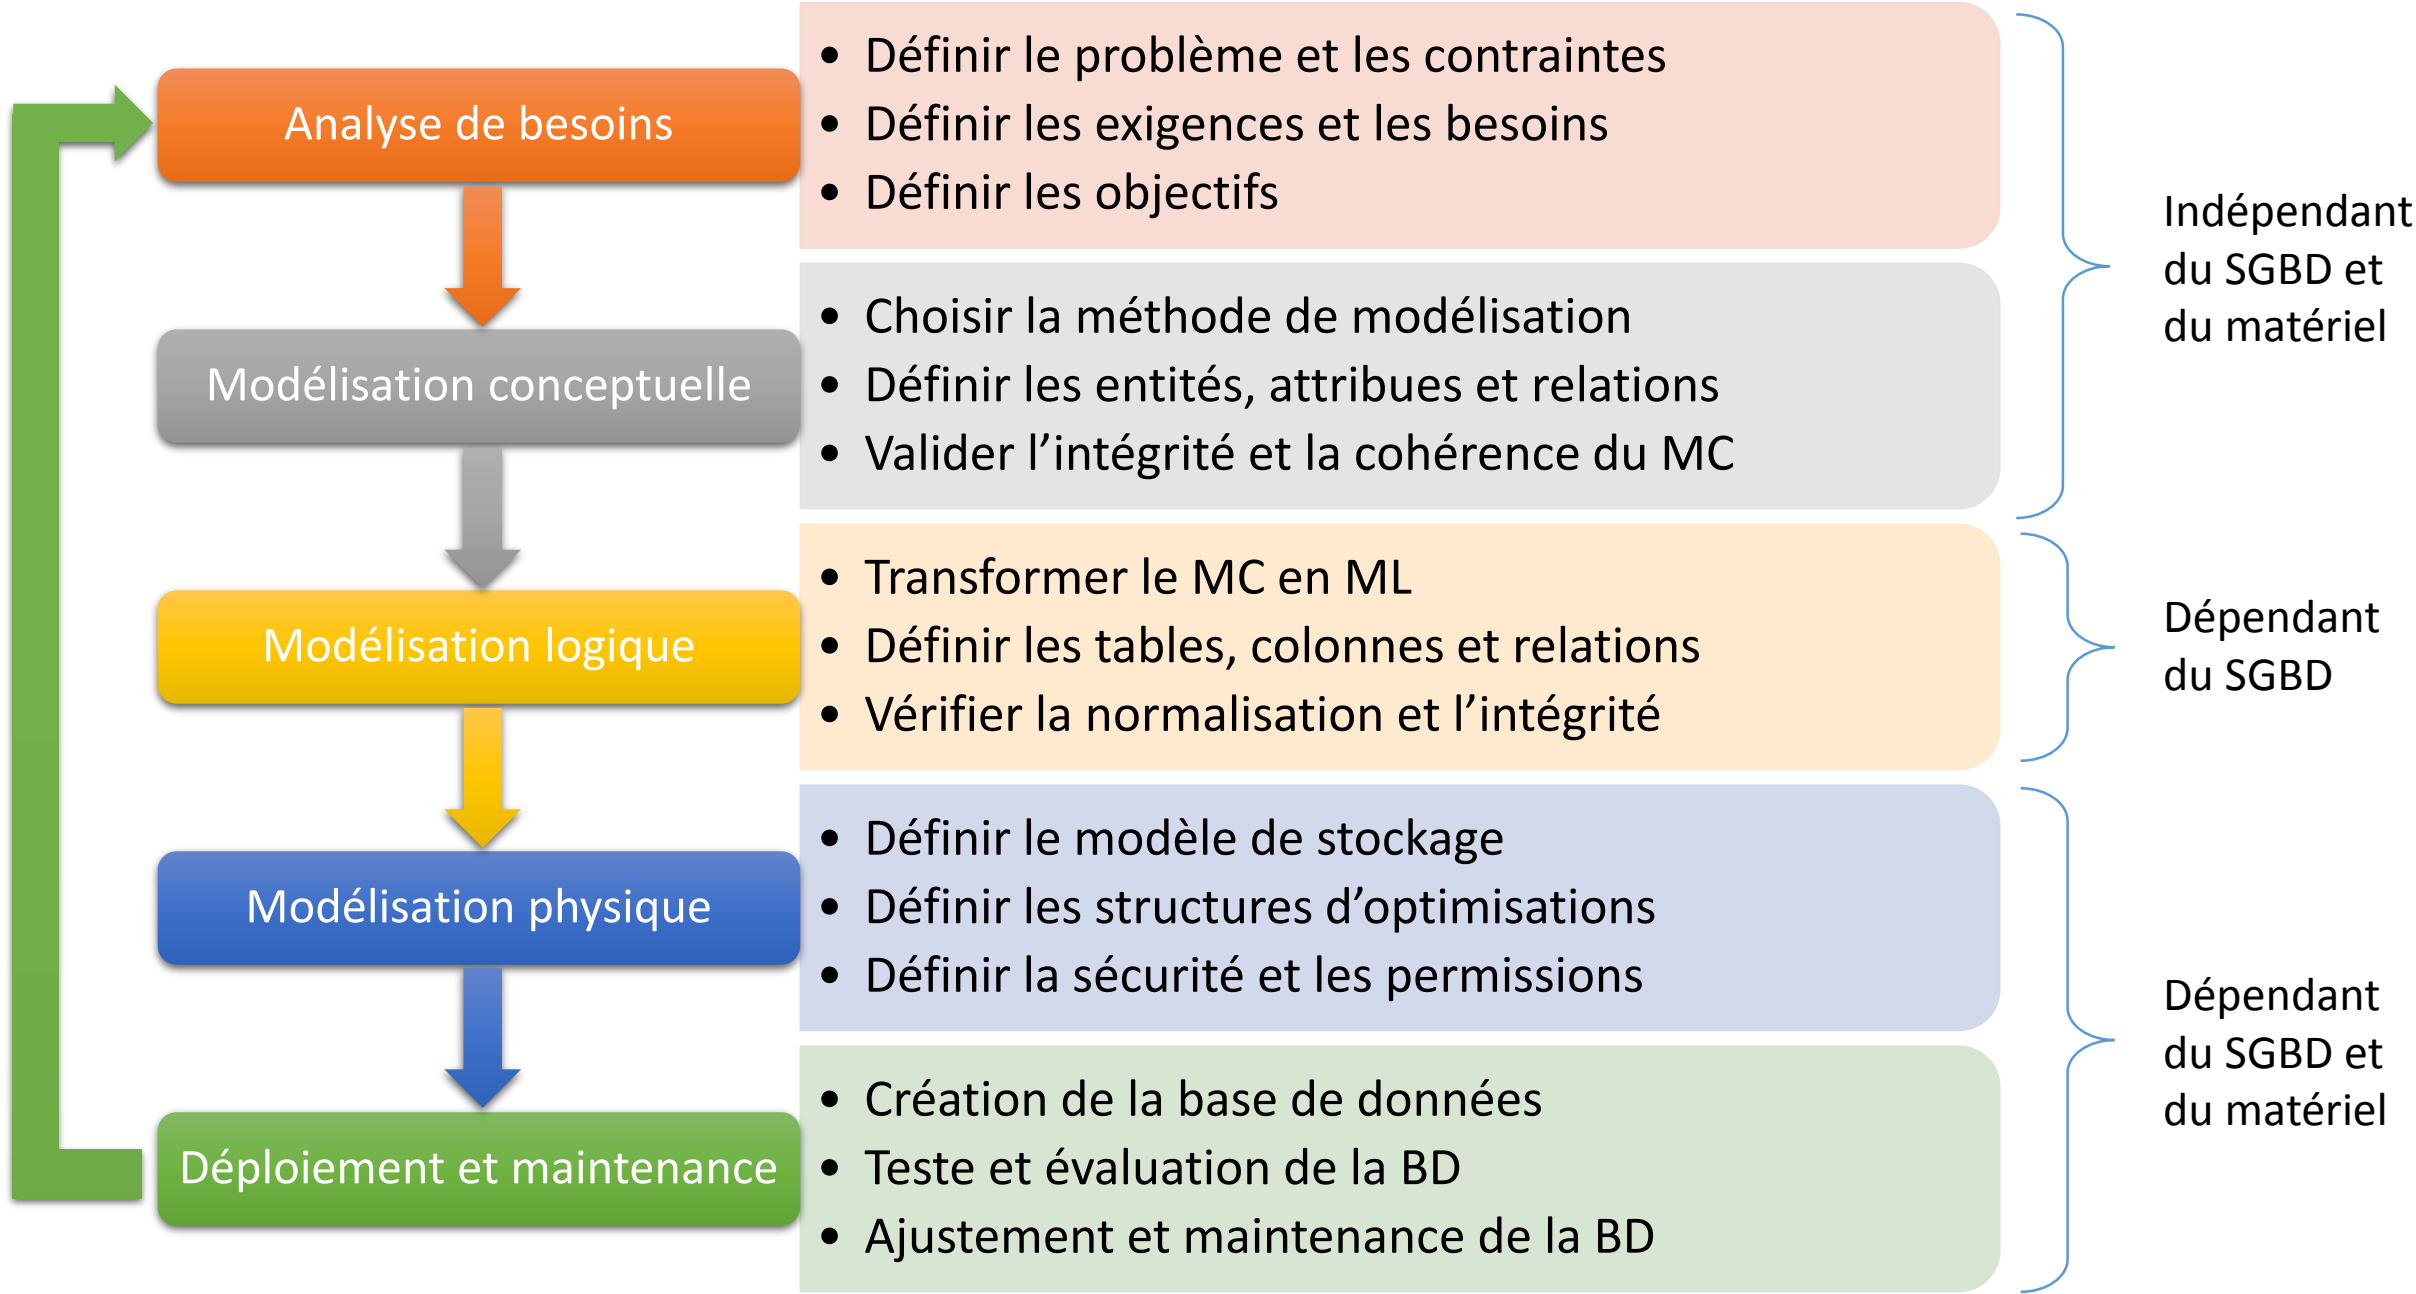 Analyse de besoins
• Définir le problème et les contraintes
• Définir les exigences et les besoins
• Définir les objectifs
Modélisation conceptuelle
• Choisir la méthode de modélisation
• Définir les entités, attribues et relations
• Valider l’intégrité et la cohérence du MC
Indépendant
du SGBD et
du matériel
Modélisation logique
• Transformer le MC en ML
• Définir les tables, colonnes et relations
• Vérifier la normalisation et l’intégrité
Dépendant
du SGBD
Modélisation physique
• Définir le modèle de stockage
• Définir les structures d’optimisations
• Définir la sécurité et les permissions
Déploiement et maintenance
• Création de la base de données
• Teste et évaluation de la BD
• Ajustement et maintenance de la BD
Dépendant
du SGBD et
du matériel